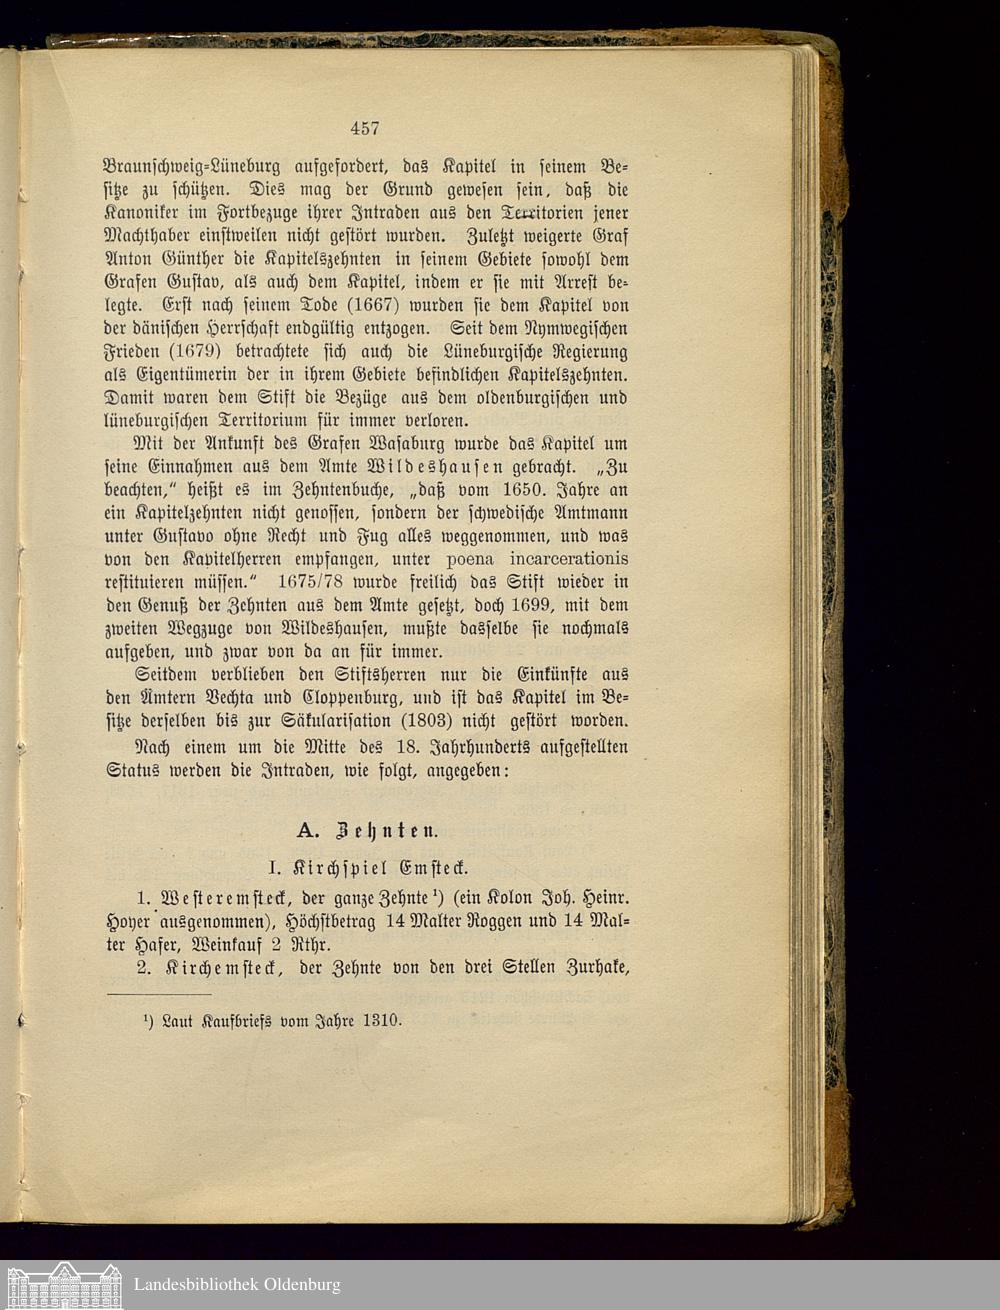 457
Braunschweig-Lüneburg aufgefordert, das Kapitel in seinem Be-
sitze zu schützen. Dies mag der Grund gewesen sein, daß die
Kanoniker im Fortbezuge ihrer Intraden aus den Territorien jener
Machthaber einstweilen nicht gestört wurden. Zuletzt weigerte Graf
Anton Günther die Kapitelszehnten in seinem Gebiete sowohl dem
Grafen Gustav, als auch dem Kapitel, indem er sie mit Arrest be-
legte. Erst nach seinem Tode (1667) wurden sie dem Kapitel von
der dänischen Herrschaft endgültig entzogen. Seit dem Nymwegischen
Frieden (1679) betrachtete sich auch die Lüneburgische Regierung
als Eigentümerin der in ihrem Gebiete befindlichen Kapitelszehnten.
Damit waren dem Stift die Bezüge aus dem oldenburgischen und
lüneburgischen Territorium für immer verloren.
Mit der Ankunft des Grafen Wasaburg wurde das Kapitel um
seine Einnahmen aus dem Amte Wildeshausen gebracht. „Zu
beachten,“ heißt es im Zehntenbuche, „daß vom 1650. Jahre an
ein Kapitelzehnten nicht genossen, sondern der schwedische Amtmann
unter Gustavo ohne Recht und Fug alles weggenommen, und was
von den Kapitelherren empfangen, unter poena incarcerationis
restituieren müssen.“ 1675/78 wurde freilich das Stift wieder in
den Genuß der Zehnten aus dem Amte gesetzt, doch 1699, mit dem
zweiten Wegzuge von Wildeshausen, mußte dasselbe sie nochmals
aufgeben, und zwar von da an für immer.
Seitdem verblieben den Stiftsherren nur die Einkünfte aus
den Ämtern Vechta und Cloppenburg, und ist das Kapitel im Be-
sitze derselben bis zur Säkularisation (1803) nicht gestört worden.
Nach einem um die Mitte des 18. Jahrhunderts aufgestellten
Status werden die Intraden, wie folgt, angegeben:
A. Zehnten.
I. Kirchspiel Emsteck.
1. Westeremsteck, der ganze Zehnte ¹) (ein Kolon Joh. Heinr.
Hoyer ausgenommen), Höchstbetrag 14 Malter Roggen und 14 Mal-
ter Hafer, Weinkauf 2 Rthr.
2. Kirchemsteck, der Zehnte von den drei Stellen Zurhake,
¹) Laut Kaufbriefs vom Jahre 1310.
Landesbibliothek Oldenburg